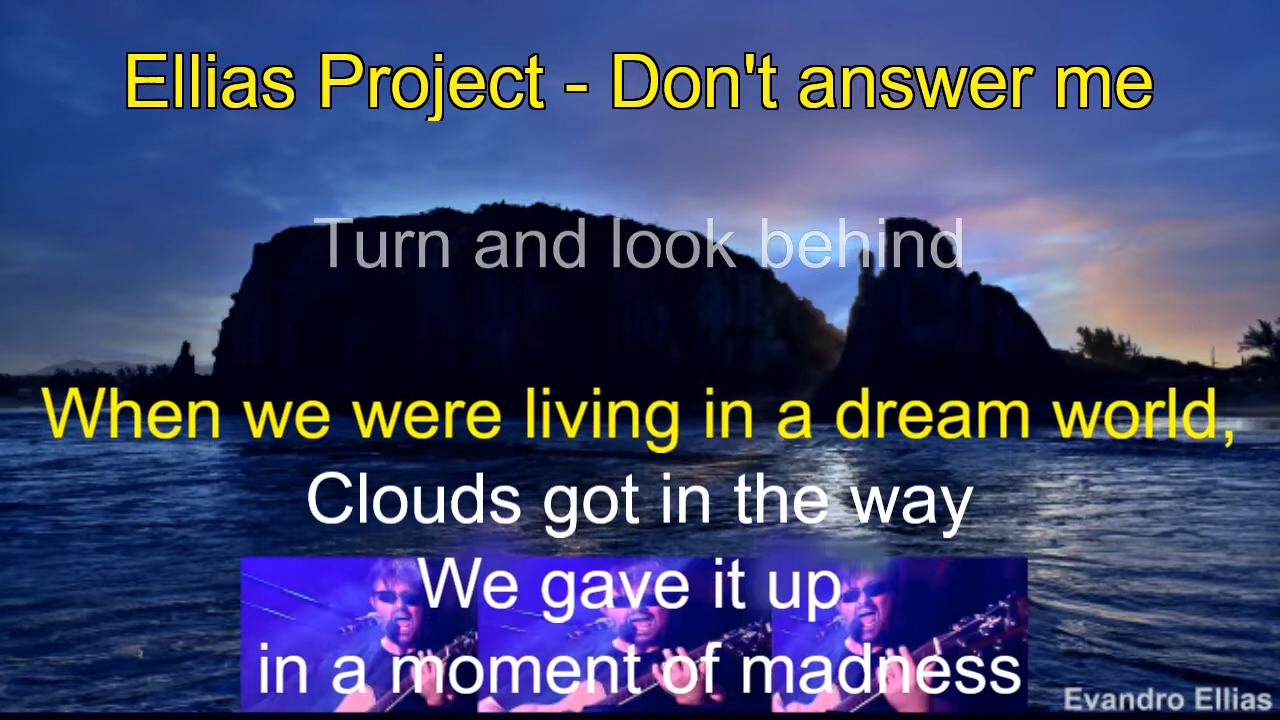 Ellias Project - Don't answer me
Turn and look behind
When we were living in a dream world,
Clouds got in the way
We gave it up
in a moment of madness
Evandro Ellias